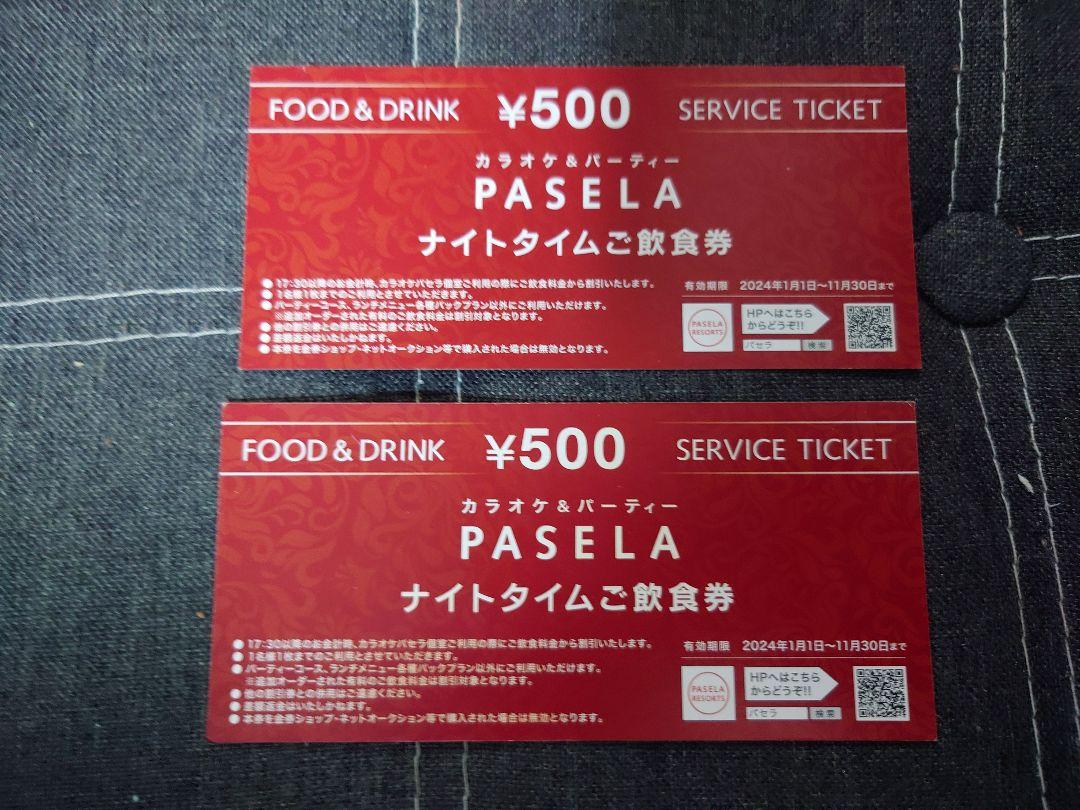 FOOD & DRINK ¥500 SERVICE TICKET
カラオケ&パーティー
PASELA
ナイトタイムご飲食券
●17:30以降のお会計時、カラオケパセラ個室ご利用の際にご飲食料金から割引いたします。
●1名様1枚までのご利用とさせていただきます。
●パーティーコース、ランチメニュー各種パックプラン以外にご利用いただけます。
※追加オーダーされた有料のご飲食料金は割引対象となります。
●他の割引券との併用はご遠慮ください。
●差額返金はいたしかねます。
●本券を金券ショップ・ネットオークション等で購入された場合は無効となります。
有効期限 2024年1月1日〜11月30日まで
PASELA
RESORTS
HPへはこちら
からどうぞ!!
パセラ 検索
FOOD & DRINK ¥500 SERVICE TICKET
カラオケ&パーティー
PASELA
ナイトタイムご飲食券
●17:30以降のお会計時、カラオケパセラ個室ご利用の際にご飲食料金から割引いたします。
●1名様1枚までのご利用とさせていただきます。
●パーティーコース、ランチメニュー各種パックプラン以外にご利用いただけます。
※追加オーダーされた有料のご飲食料金は割引対象となります。
●他の割引券との併用はご遠慮ください。
●差額返金はいたしかねます。
●本券を金券ショップ・ネットオークション等で購入された場合は無効となります。
有効期限 2024年1月1日〜11月30日まで
PASELA
RESORTS
HPへはこちら
からどうぞ!!
パセラ 検索